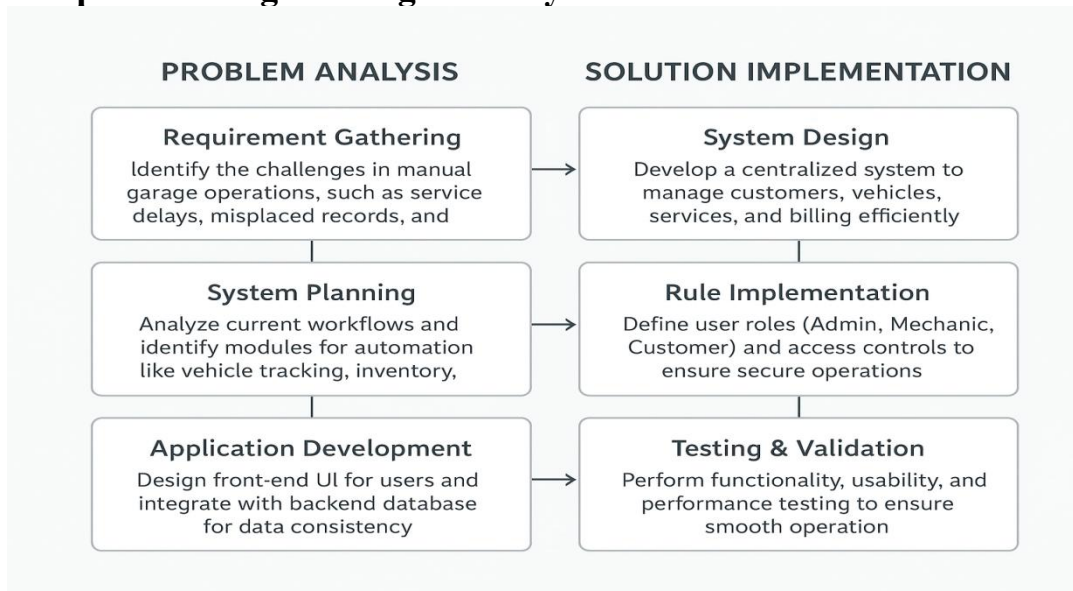 PROBLEM ANALYSIS
SOLUTION IMPLEMENTATION
Requirement Gathering
Identify the challenges in manual
garage operations, such as service
delays, misplaced records, and
System Design
Develop a centralized system to
manage customers, vehicles,
services, and billing efficiently
System Planning
Analyze current workflows and
identify modules for automation
like vehicle tracking, inventory,
Rule Implementation
Define user roles (Admin, Mechanic,
Customer) and access controls to
ensure secure operations
Application Development
Design front-end UI for users and
integrate with backend database
for data consistency
Testing & Validation
Perform functionality, usability, and
performance testing to ensure
smooth operation